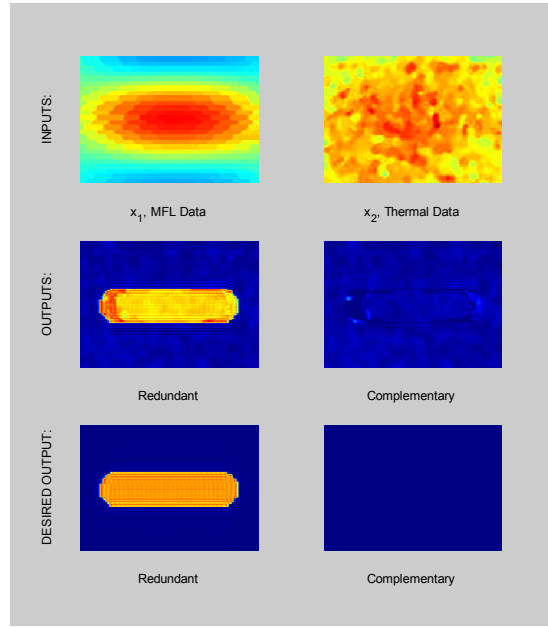 INPUTS:
x1, MFL Data
x2, Thermal Data
OUTPUTS:
Redundant
Complementary
DESIRED OUTPUT:
Redundant
Complementary